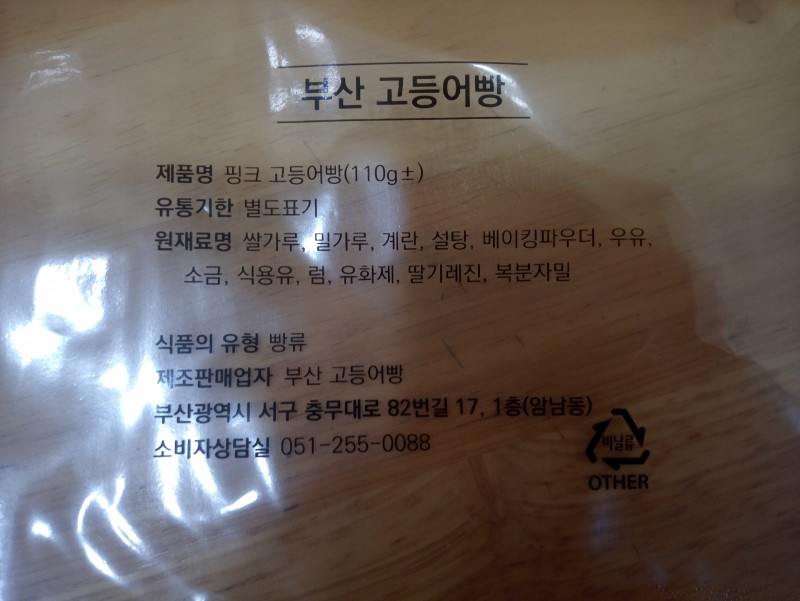 부산 고등어빵
제품명 핑크 고등어빵(110g±)
유통기한 별도표기
원재료명 쌀가루, 밀가루, 계란, 설탕, 베이킹파우더, 우유,
소금, 식용유, 럼, 유화제, 딸기레진, 복분자밀
식품의 유형 빵류
제조판매업자 부산 고등어빵
부산광역시 서구 충무대로 82번길 17, 1층(암남동)
소비자상담실 051-255-0088
비닐류
OTHER